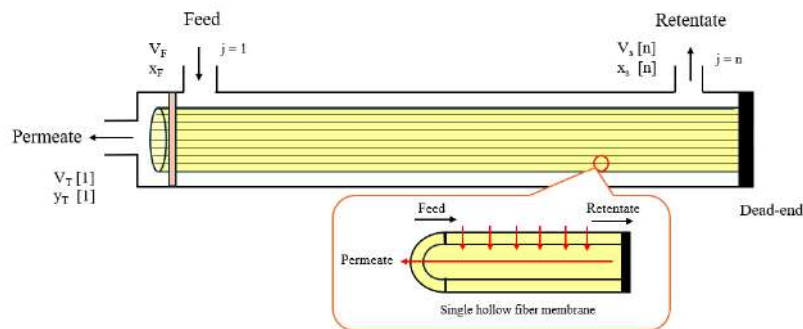 Feed
Retentate
V_F
x_F
j = 1
V_s [n]
x_s [n]
j = n
Permeate
V_T [1]
y_T [1]
Dead-end
Feed
Retentate
Permeate
Single hollow fiber membrane